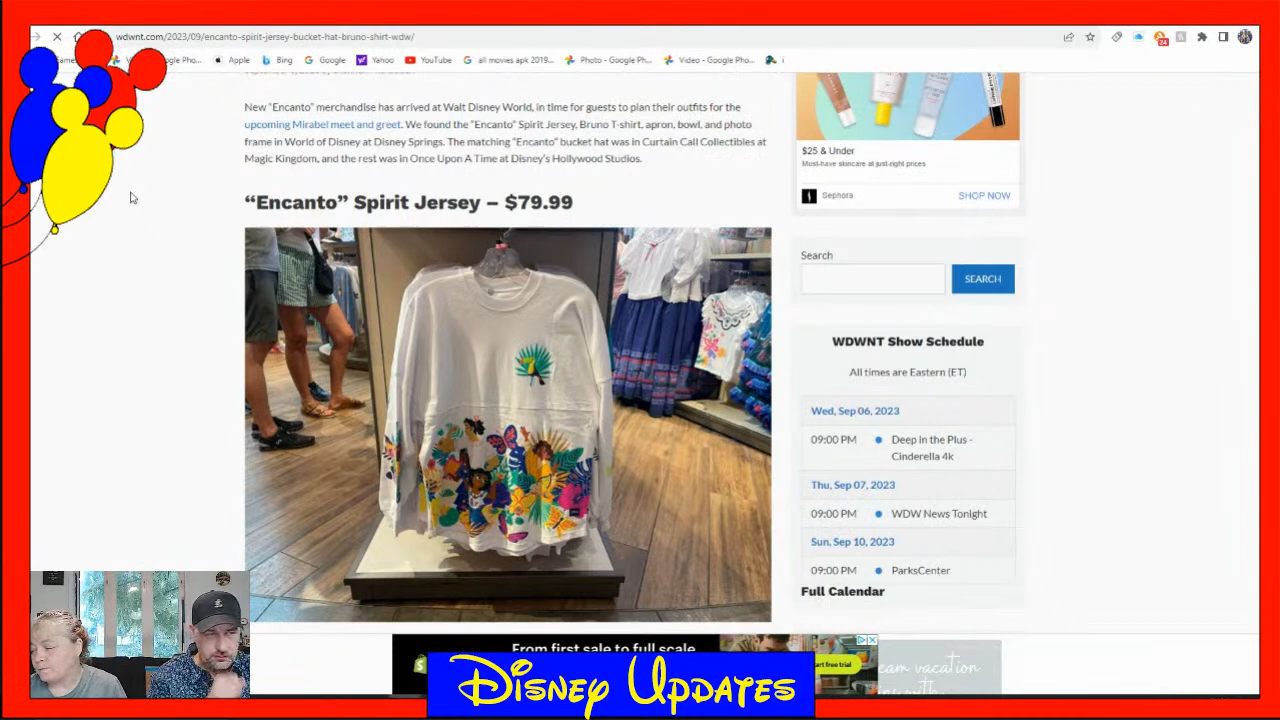 wdwnt.com/2023/09/encanto-spirit-jersey-bucket-hat-bruno-shirt-wdw/
24
Apple
Bing
Google
Yahoo
YouTube
all movies apk 2019...
Photo - Google Ph...
Video - Google Pho...
New "Encanto" merchandise has arrived at Walt Disney World, in time for guests to plan their outfits for the
upcoming Mirabel meet and greet. We found the "Encanto" Spirit Jersey, Bruno T-shirt, apron, bowl, and photo
frame in World of Disney at Disney Springs. The matching "Encanto" bucket hat was in Curtain Call Collectibles at
Magic Kingdom, and the rest was in Once Upon A Time at Disney's Hollywood Studios.
“Encanto” Spirit Jersey – $79.99
$25 & Under
Must-have skincare at just-right prices
Sephora
SHOP NOW
Search
SEARCH
WDWNT Show Schedule
All times are Eastern (ET)
Wed, Sep 06, 2023
09:00 PM Deep in the Plus -
Cinderella 4k
Thu, Sep 07, 2023
09:00 PM WDW News Tonight
Sun, Sep 10, 2023
09:00 PM ParksCenter
Full Calendar
From first sale to full scale
start free trial
eam vacation
Disney Updates